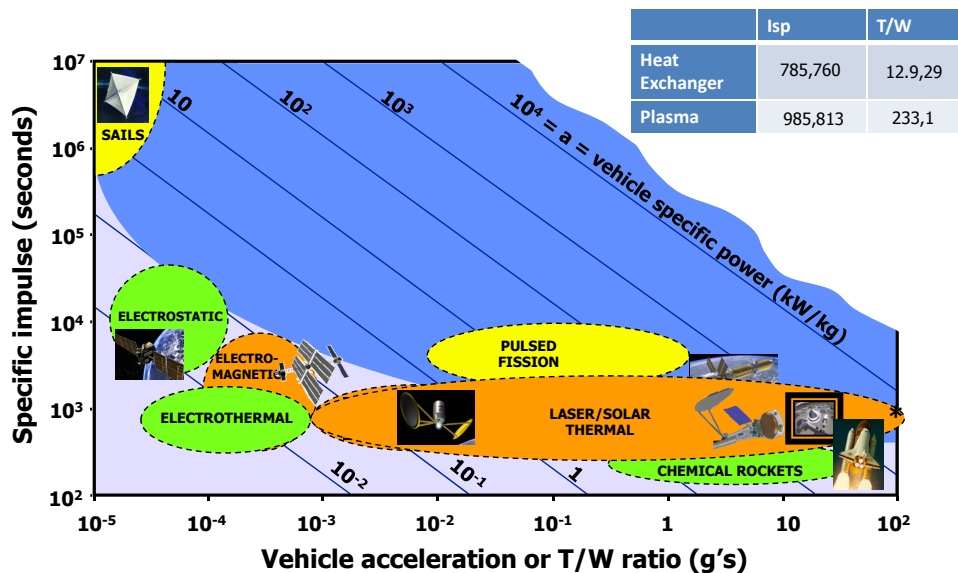 Isp T/W
Heat
Exchanger 785,760 12.9,29
Plasma 985,813 233,1
Specific impulse (seconds)
10⁷
10⁶
10⁵
10⁴
10³
10²
SAILS
10
10²
10³
10⁴ = a = vehicle specific power (kW/kg)
ELECTROSTATIC
ELECTRO-
MAGNETIC
ELECTROTHERMAL
PULSED
FISSION
LASER/SOLAR
THERMAL
*
CHEMICAL ROCKETS
10⁻²
10⁻¹
1
10⁻⁵ 10⁻⁴ 10⁻³ 10⁻² 10⁻¹ 1 10 10²
Vehicle acceleration or T/W ratio (g's)